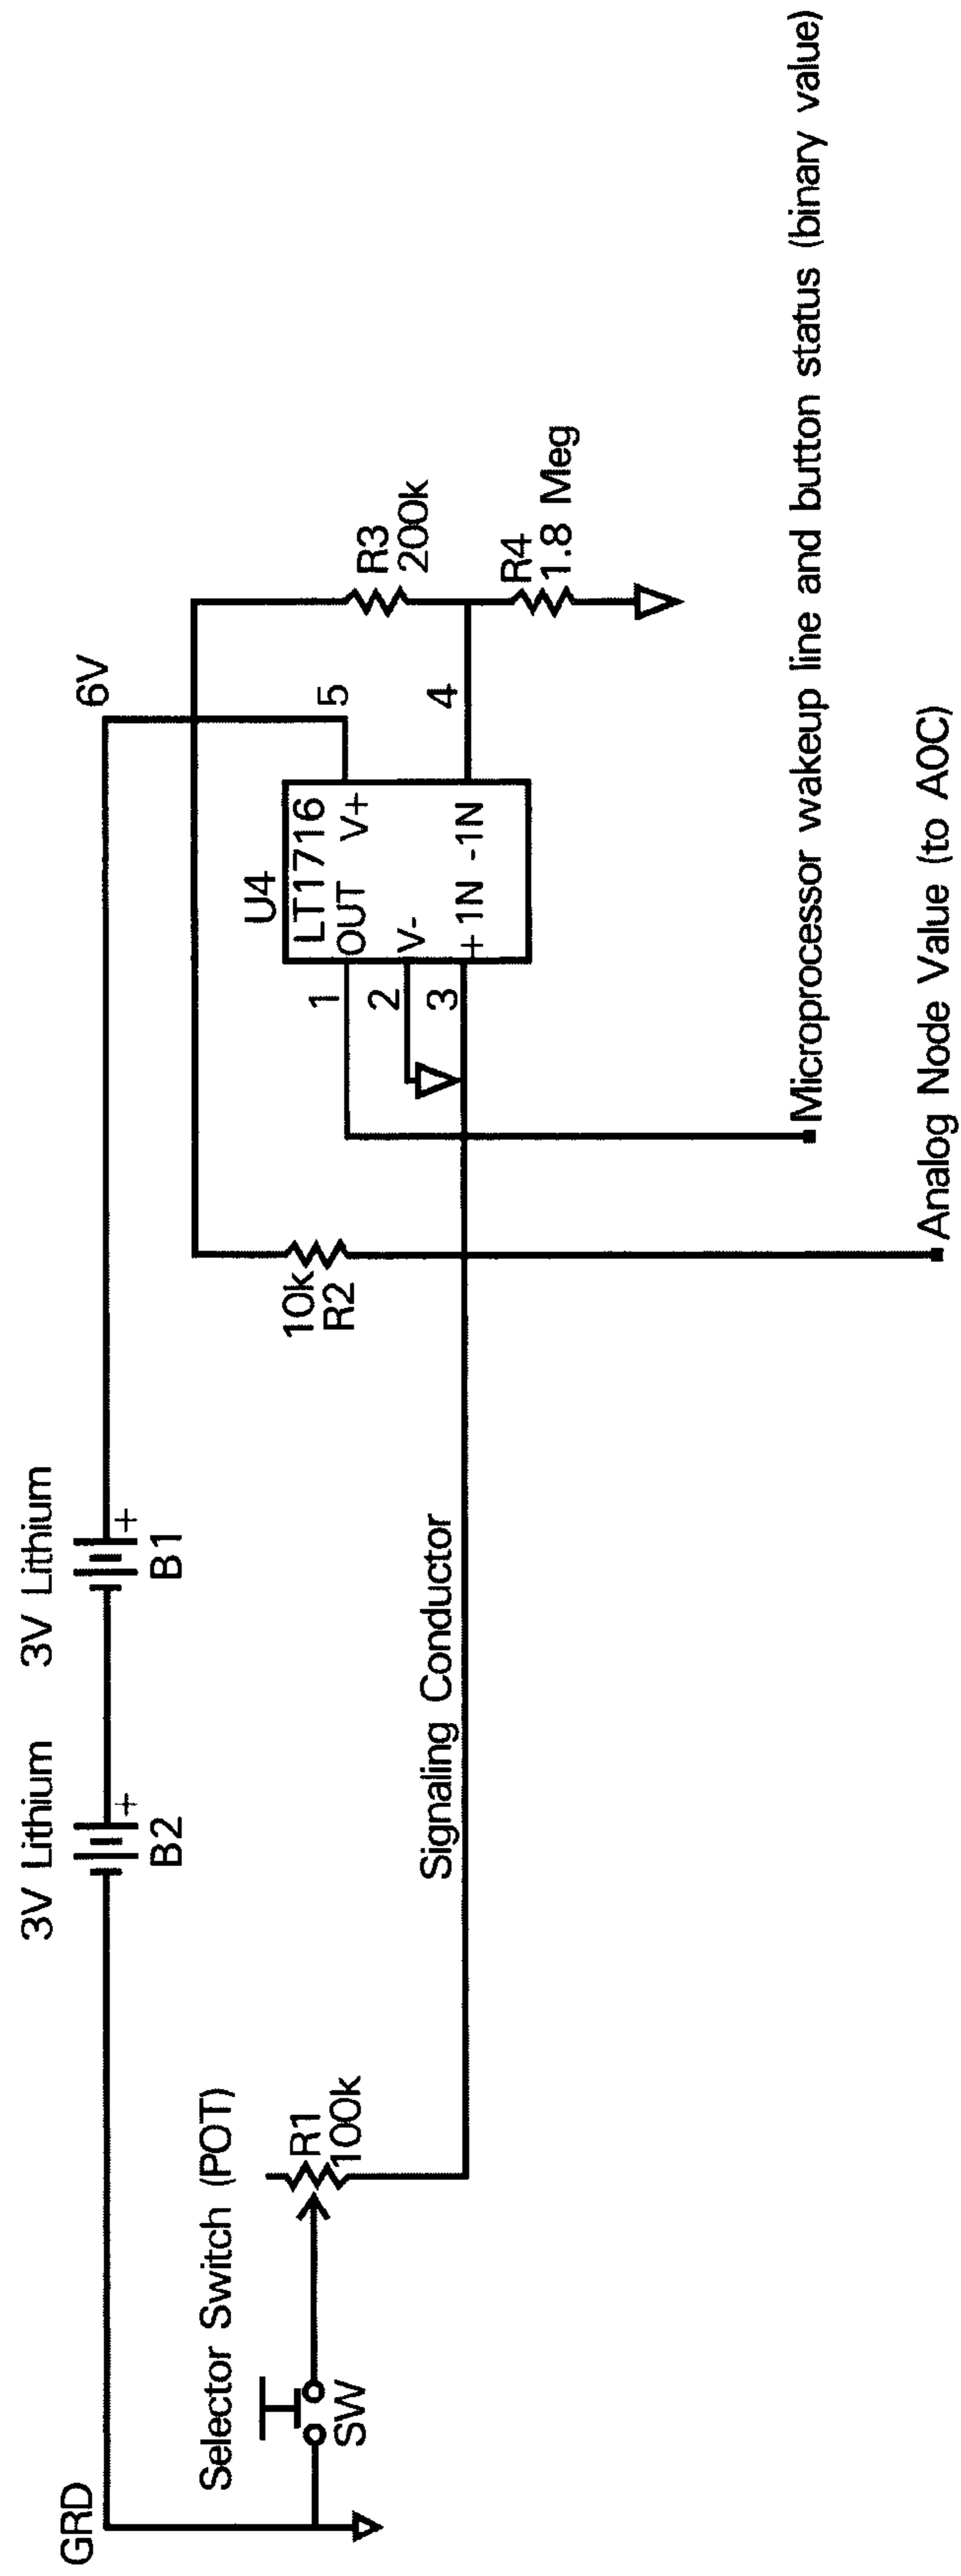 GRD
3V Lithium
3V Lithium
B2
+
B1
+
6V
Selector Switch (POT)
SW
R1
100k
Signaling Conductor
10k
R2
U4
LT1716
OUT
V+
V-
+1N
-1N
1
2
3
4
5
R3
200k
R4
1.8 Meg
Microprocessor wakeup line and button status (binary value)
Analog Node Value (to A0C)